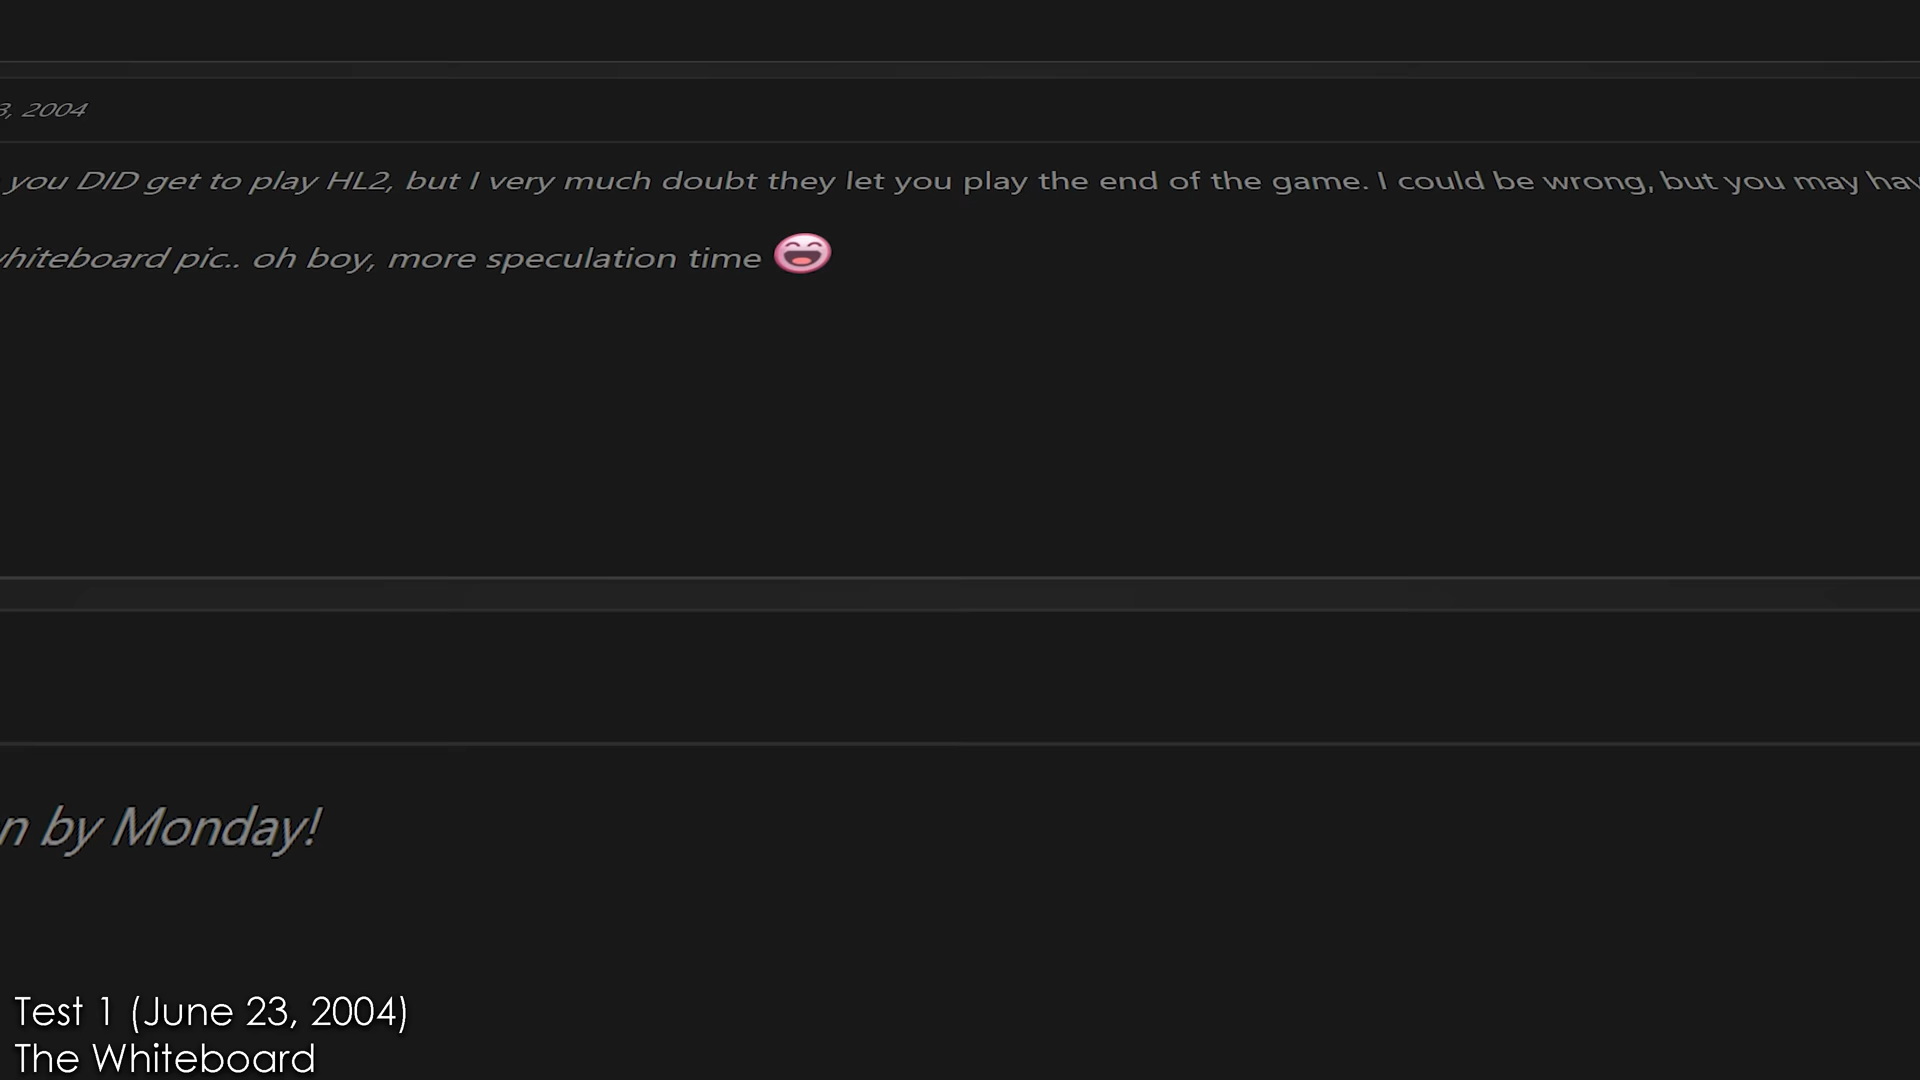 3, 2004
you DID get to play HL2, but I very much doubt they let you play the end of the game. I could be wrong, but you may
whiteboard pic.. oh boy, more speculation time
by Monday!
Test 1 (June 23, 2004)
The Whiteboard